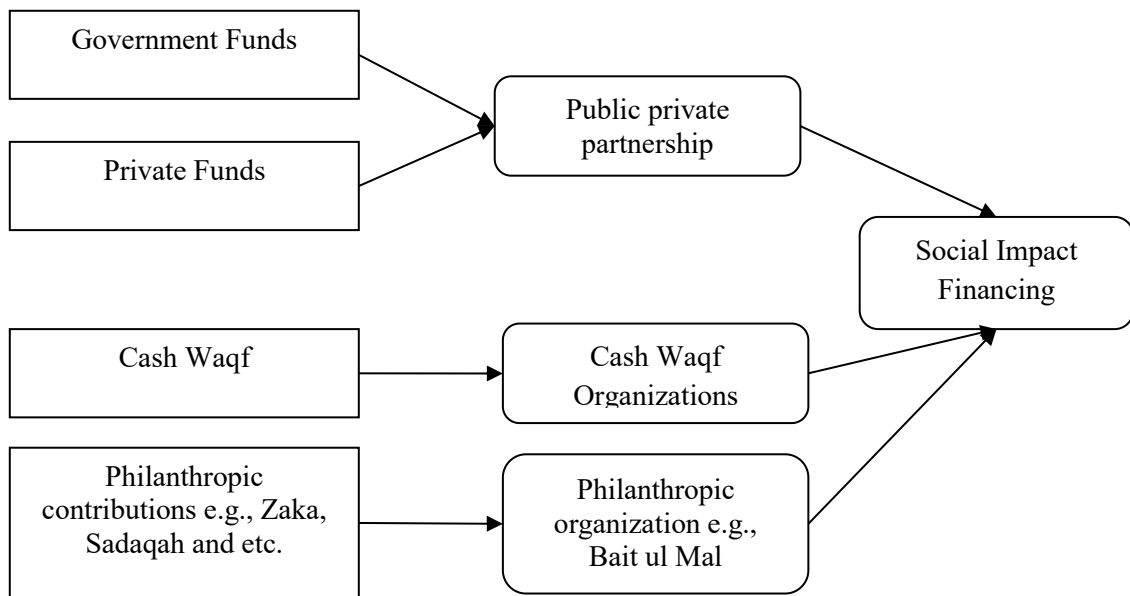 Government Funds
Private Funds
Public private
partnership
Social Impact
Financing
Cash Waqf
Cash Waqf
Organizations
Philanthropic
contributions e.g., Zaka,
Sadaqah and etc.
Philanthropic
organization e.g.,
Bait ul Mal